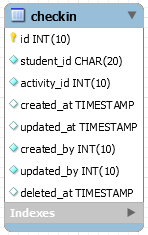 checkin
id INT(10)
student_id CHAR(20)
activity_id INT(10)
created_at TIMESTAMP
updated_at TIMESTAMP
created_by INT(10)
updated_by INT(10)
deleted_at TIMESTAMP
Indexes